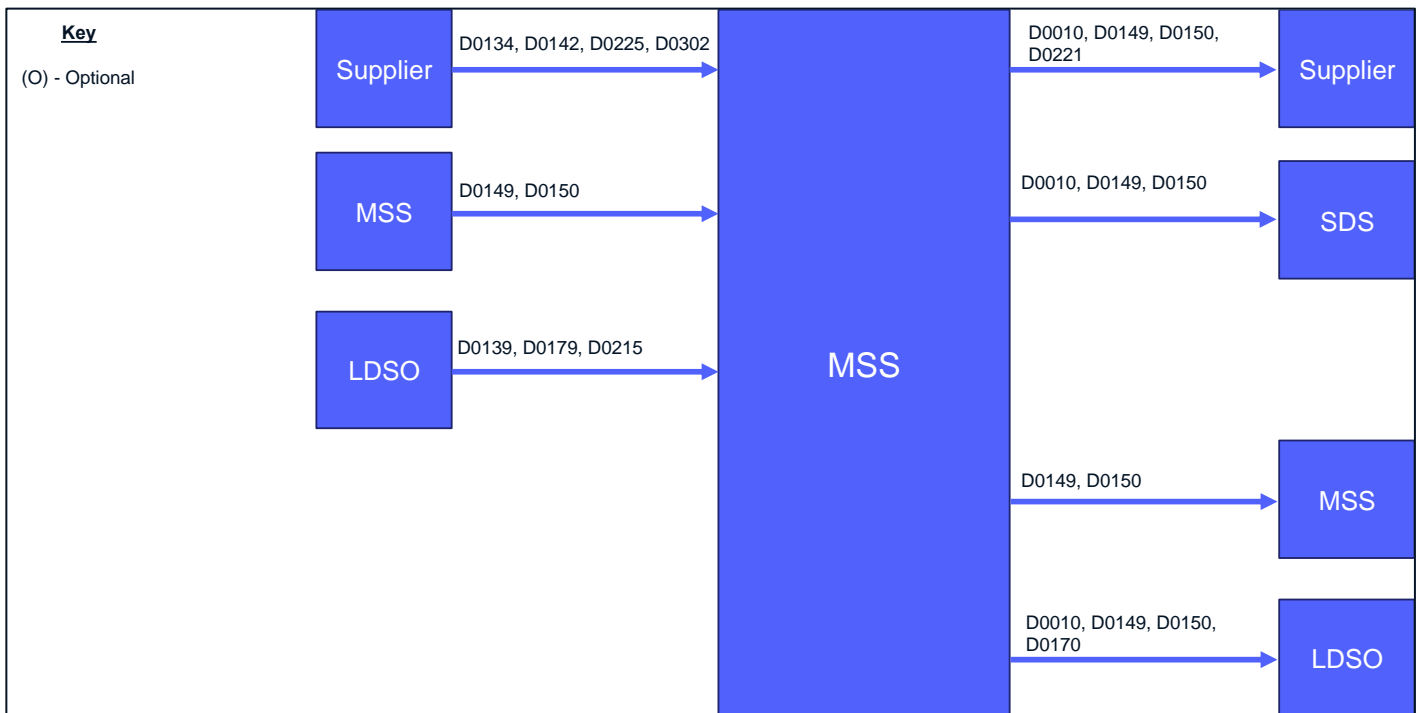 Key
(O) - Optional
Supplier
D0134, D0142, D0225, D0302
MSS
D0149, D0150
LDSO
D0139, D0179, D0215
MSS
D0010, D0149, D0150,
D0221
Supplier
D0010, D0149, D0150
SDS
D0149, D0150
MSS
D0010, D0149, D0150,
D0170
LDSO